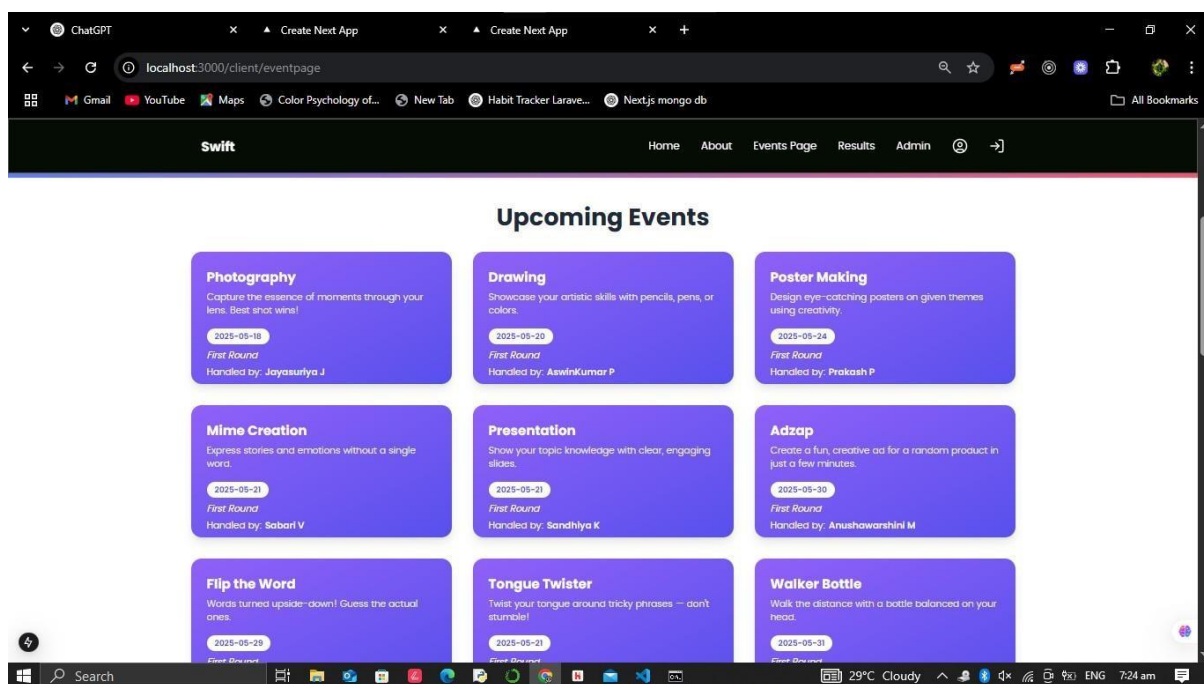 ChatGPT
Create Next App
Create Next App
localhost:3000/client/eventpage
Gmail YouTube Maps Color Psychology of... New Tab Habit Tracker Larave... Next.js mongo db All Bookmarks
Swift Home About Events Page Results Admin
Upcoming Events
Photography
Capture the essence of moments through your
lens. Best shot wins!
2025-05-18
First Round
Handled by: Jayasuriya J
Drawing
Showcase your artistic skills with pencils, pens, or
colors.
2025-05-20
First Round
Handled by: AswinKumar P
Poster Making
Design eye-catching posters on given themes
using creativity.
2025-05-24
First Round
Handled by: Prakash P
Mime Creation
Express stories and emotions without a single
word.
2025-05-21
First Round
Handled by: Sabari V
Presentation
Show your topic knowledge with clear, engaging
slides.
2025-05-21
First Round
Handled by: Sandhiya K
Adzap
Create a fun, creative ad for a random product in
just a few minutes.
2025-05-30
First Round
Handled by: Anushawarshini M
Flip the Word
Words turned upside-down! Guess the actual
ones.
2025-05-29
First Round
Tongue Twister
Twist your tongue around tricky phrases — don't
stumble!
2025-05-21
First Round
Walker Bottle
Walk the distance with a bottle balanced on your
head.
2025-05-31
First Round
Search 29°C Cloudy ENG 7:24 am